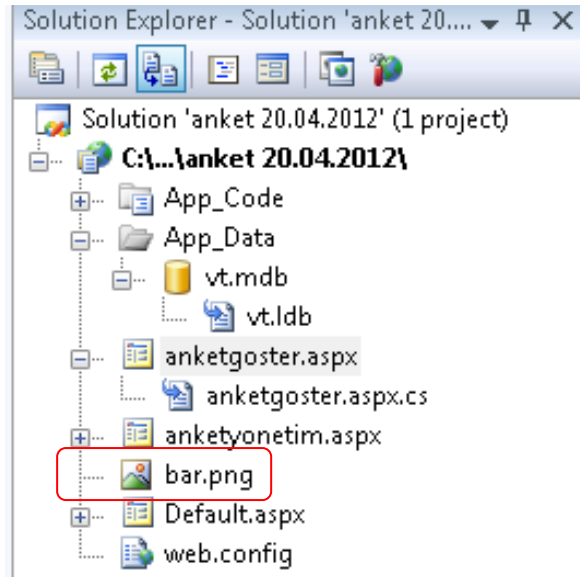 Solution Explorer - Solution 'anket 20....
Solution 'anket 20.04.2012' (1 project)
C:\...\anket 20.04.2012\
App_Code
App_Data
vt.mdb
vt.ldb
anketgoster.aspx
anketgoster.aspx.cs
anketyonetim.aspx
bar.png
Default.aspx
web.config